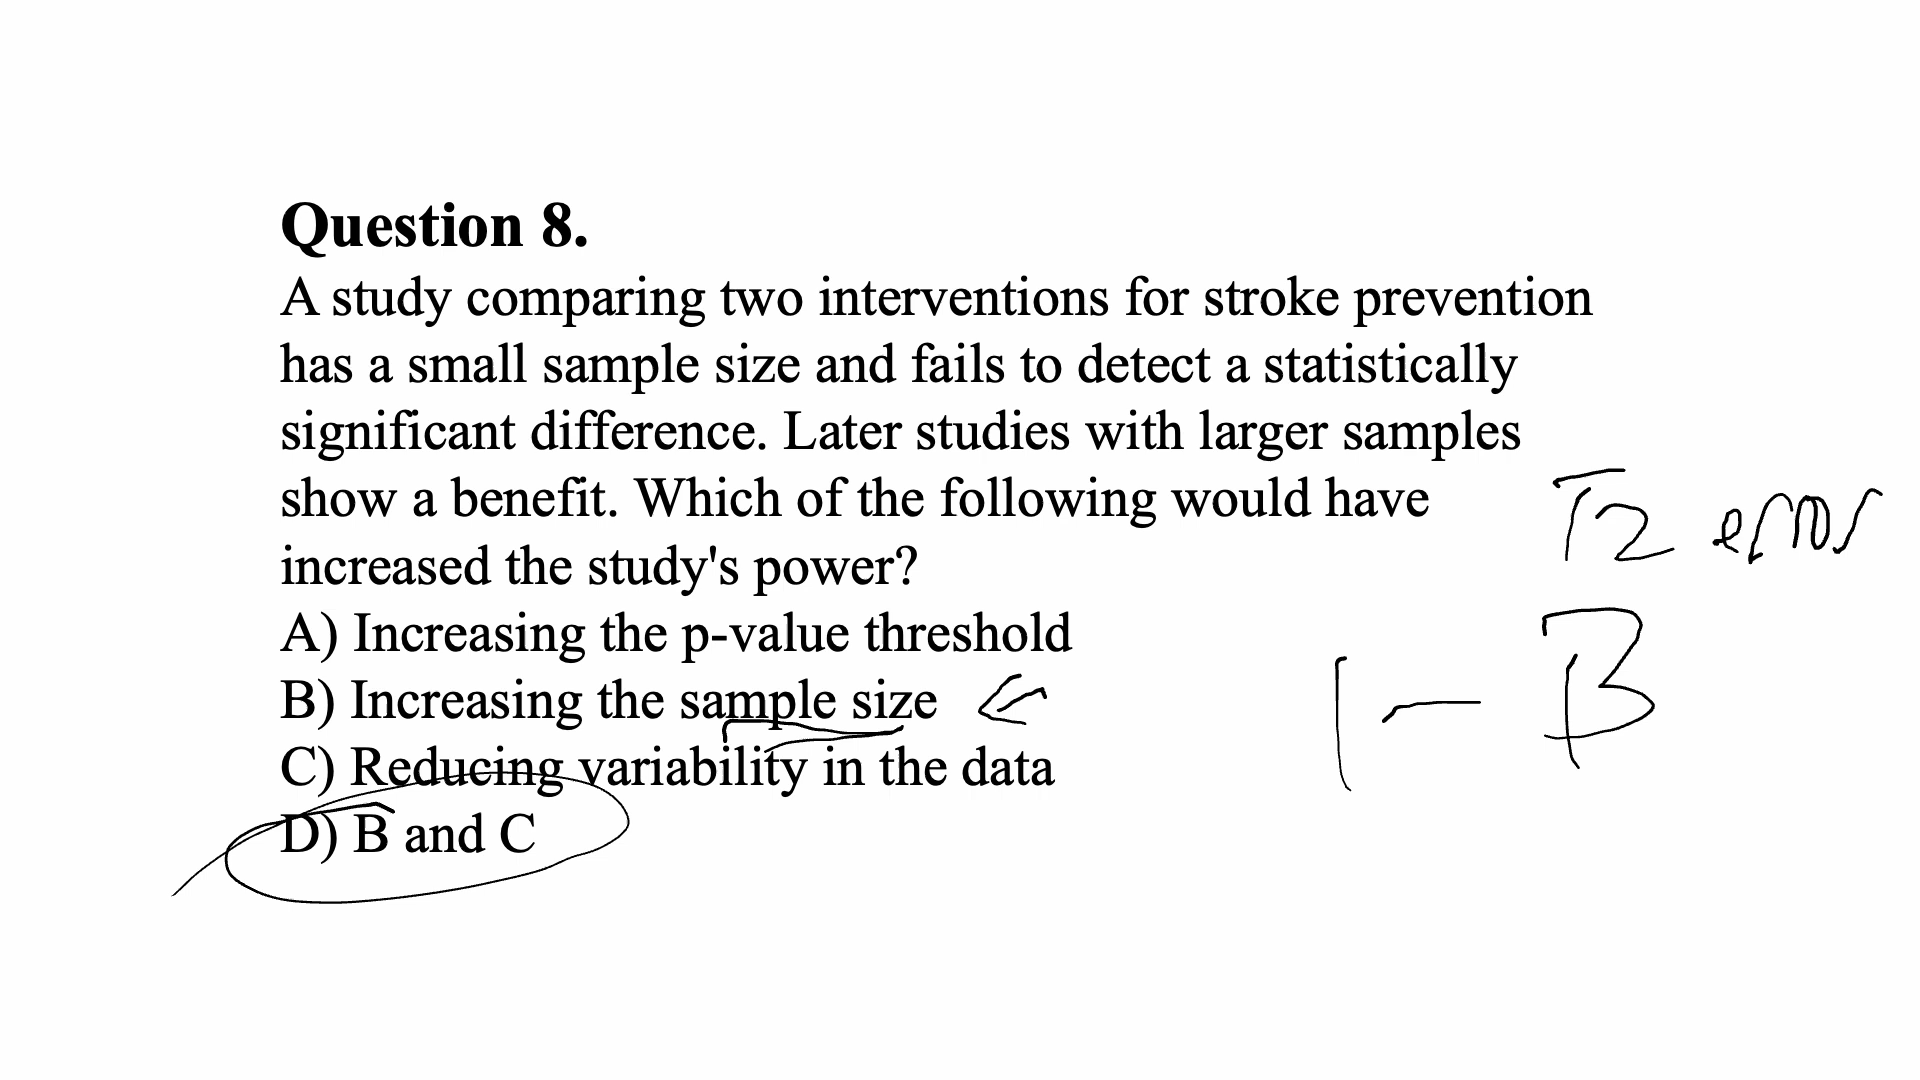 Question 8.
A study comparing two interventions for stroke prevention
has a small sample size and fails to detect a statistically
significant difference. Later studies with larger samples
show a benefit. Which of the following would have
increased the study's power?
T2 error
A) Increasing the p-value threshold
B) Increasing the sample size
1 - β
C) Reducing variability in the data
D) B and C